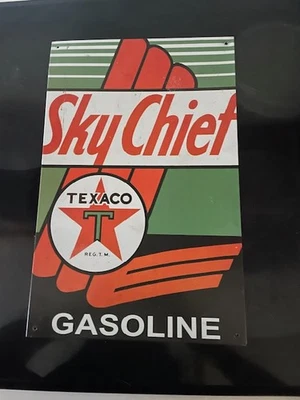 Sky Chief
TEXACO
T
REG. T. M.
GASOLINE